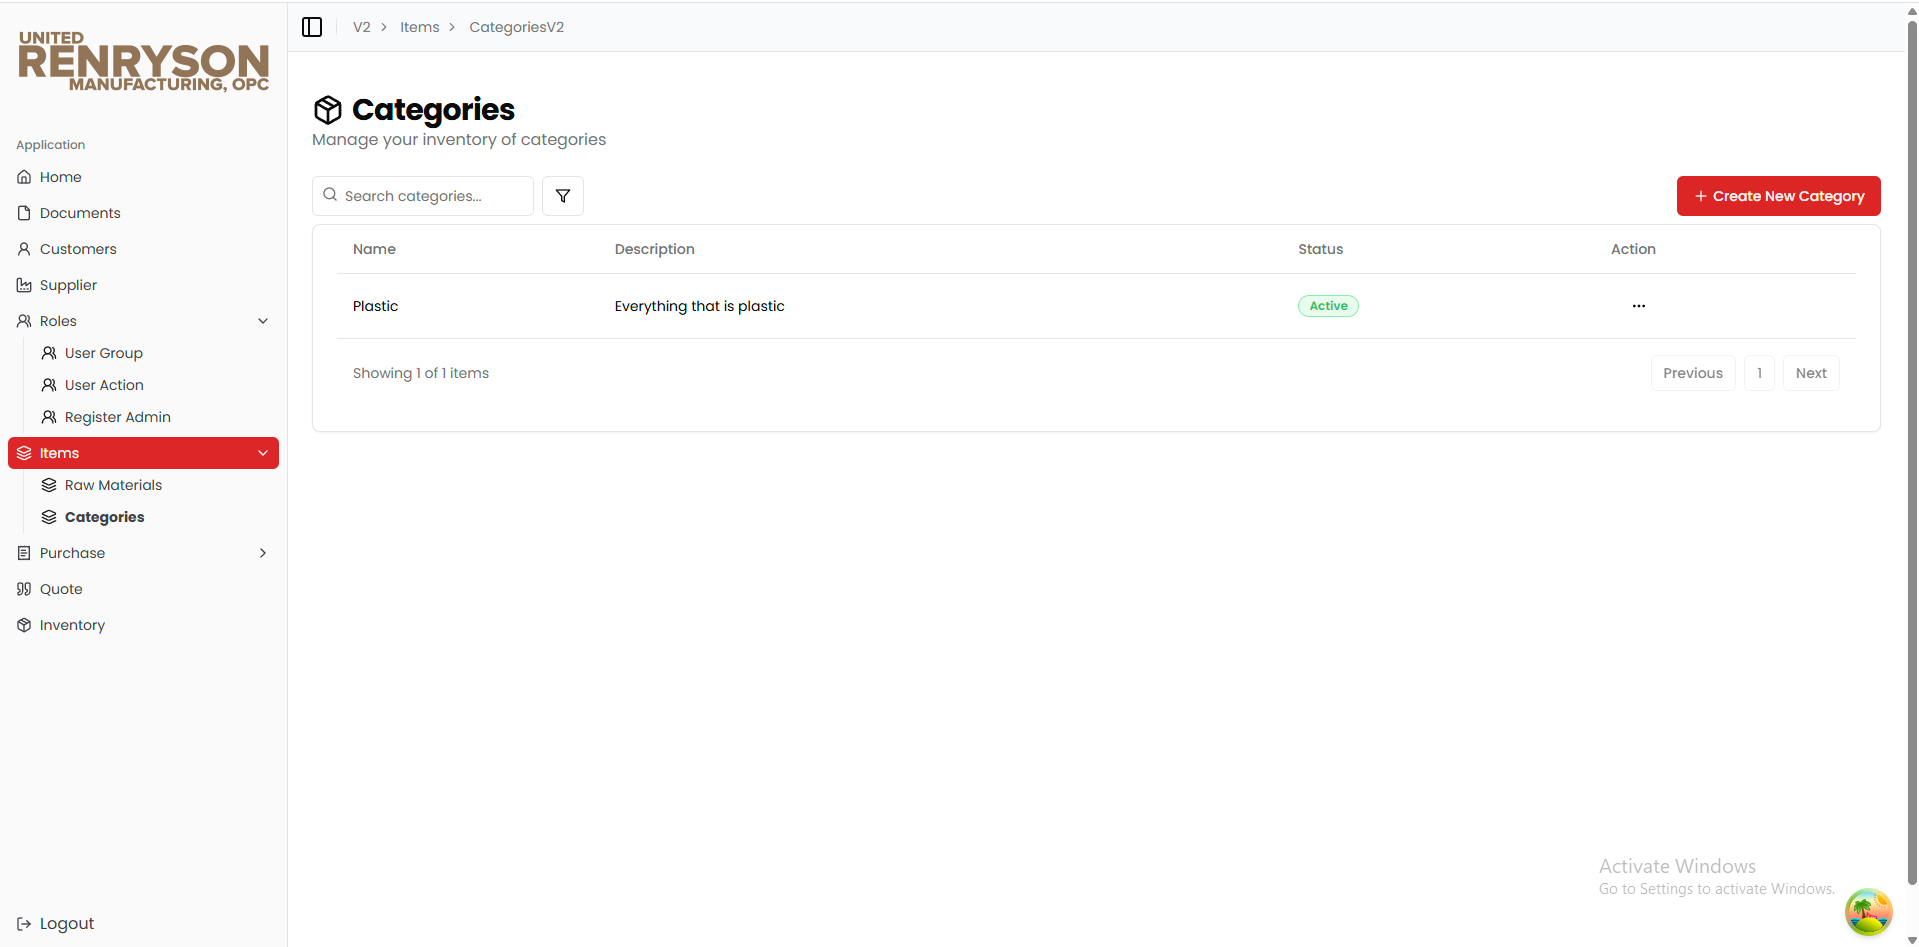 UNITED
RENRYSON
MANUFACTURING, OPC
Application
Home
Documents
Customers
Supplier
Roles
User Group
User Action
Register Admin
Items
Raw Materials
Categories
Purchase
Quote
Inventory
Logout
V2 > Items > CategoriesV2
Categories
Manage your inventory of categories
Search categories...
+ Create New Category
Name Description Status Action
Plastic Everything that is plastic Active ...
Showing 1 of 1 items
Previous 1 Next
Activate Windows
Go to Settings to activate Windows.